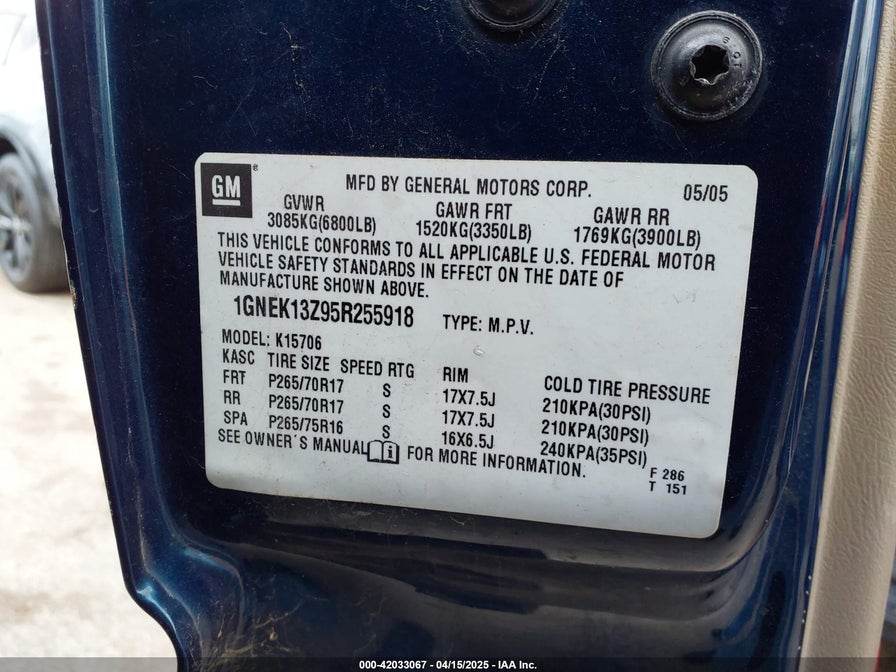 GM ®
MFD BY GENERAL MOTORS CORP. 05/05
GVWR GAWR FRT GAWR RR
3085KG(6800LB) 1520KG(3350LB) 1769KG(3900LB)
THIS VEHICLE CONFORMS TO ALL APPLICABLE U.S. FEDERAL MOTOR
VEHICLE SAFETY STANDARDS IN EFFECT ON THE DATE OF
MANUFACTURE SHOWN ABOVE.
1GNEK13Z95R255918 TYPE: M.P.V.
MODEL: K15706
KASC TIRE SIZE SPEED RTG RIM COLD TIRE PRESSURE
FRT P265/70R17 S 17X7.5J 210KPA(30PSI)
RR P265/70R17 S 17X7.5J 210KPA(30PSI)
SPA P265/75R16 S 16X6.5J 240KPA(35PSI)
SEE OWNER'S MANUAL i FOR MORE INFORMATION.
F 286
T 151
000-42033067 - 04/15/2025 - IAA Inc.